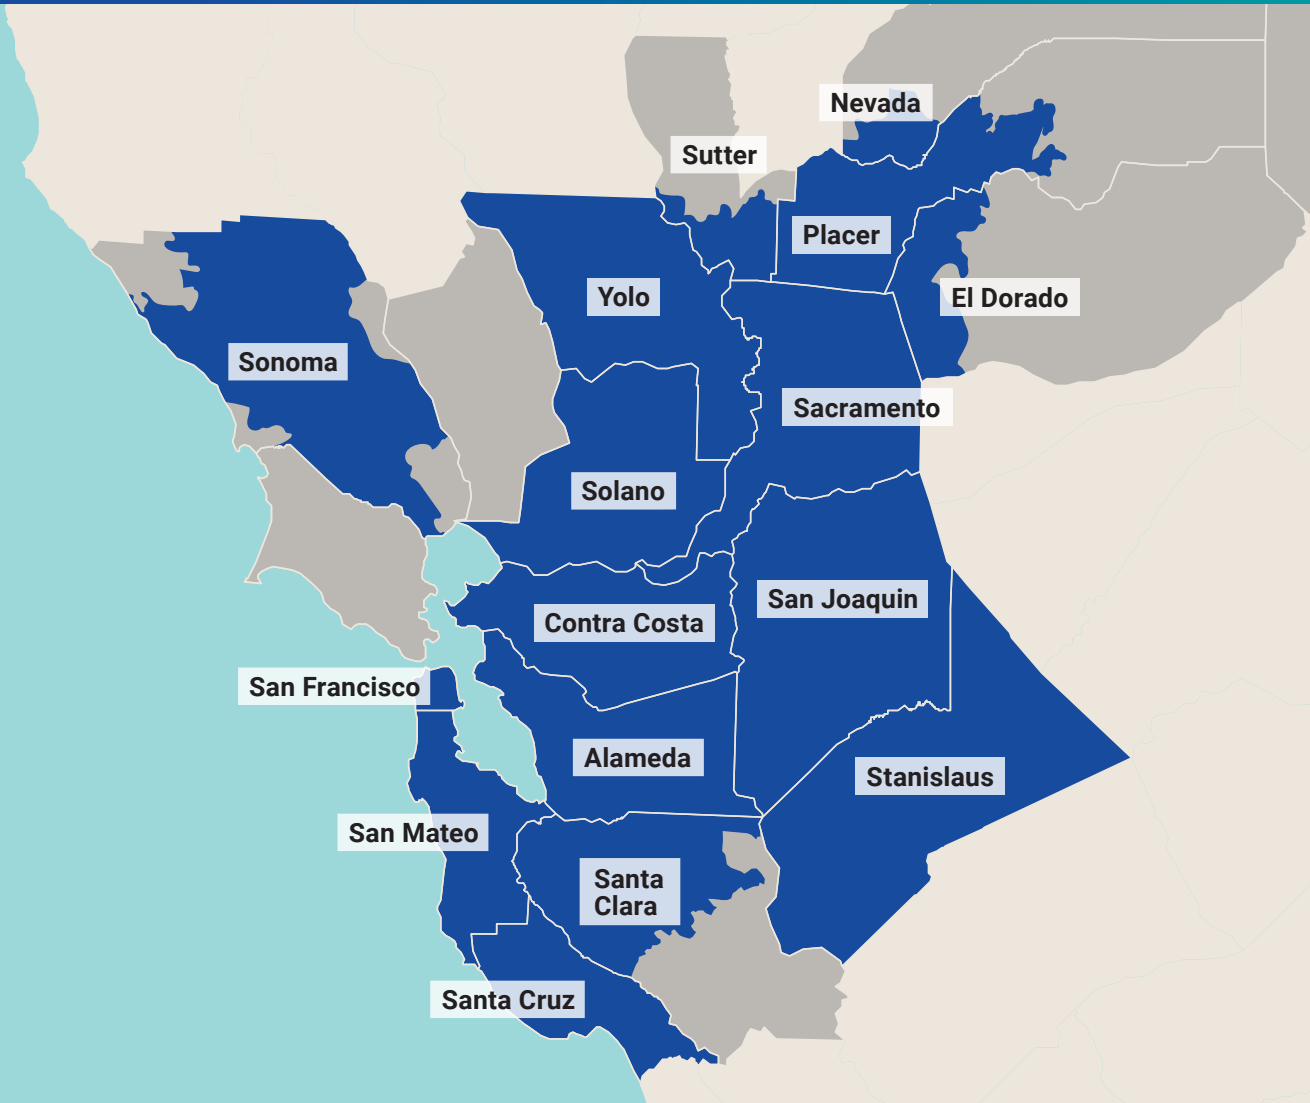 Nevada
Sutter
Placer
Yolo
El Dorado
Sonoma
Sacramento
Solano
San Joaquin
Contra Costa
San Francisco
Alameda
Stanislaus
San Mateo
Santa
Clara
Santa Cruz